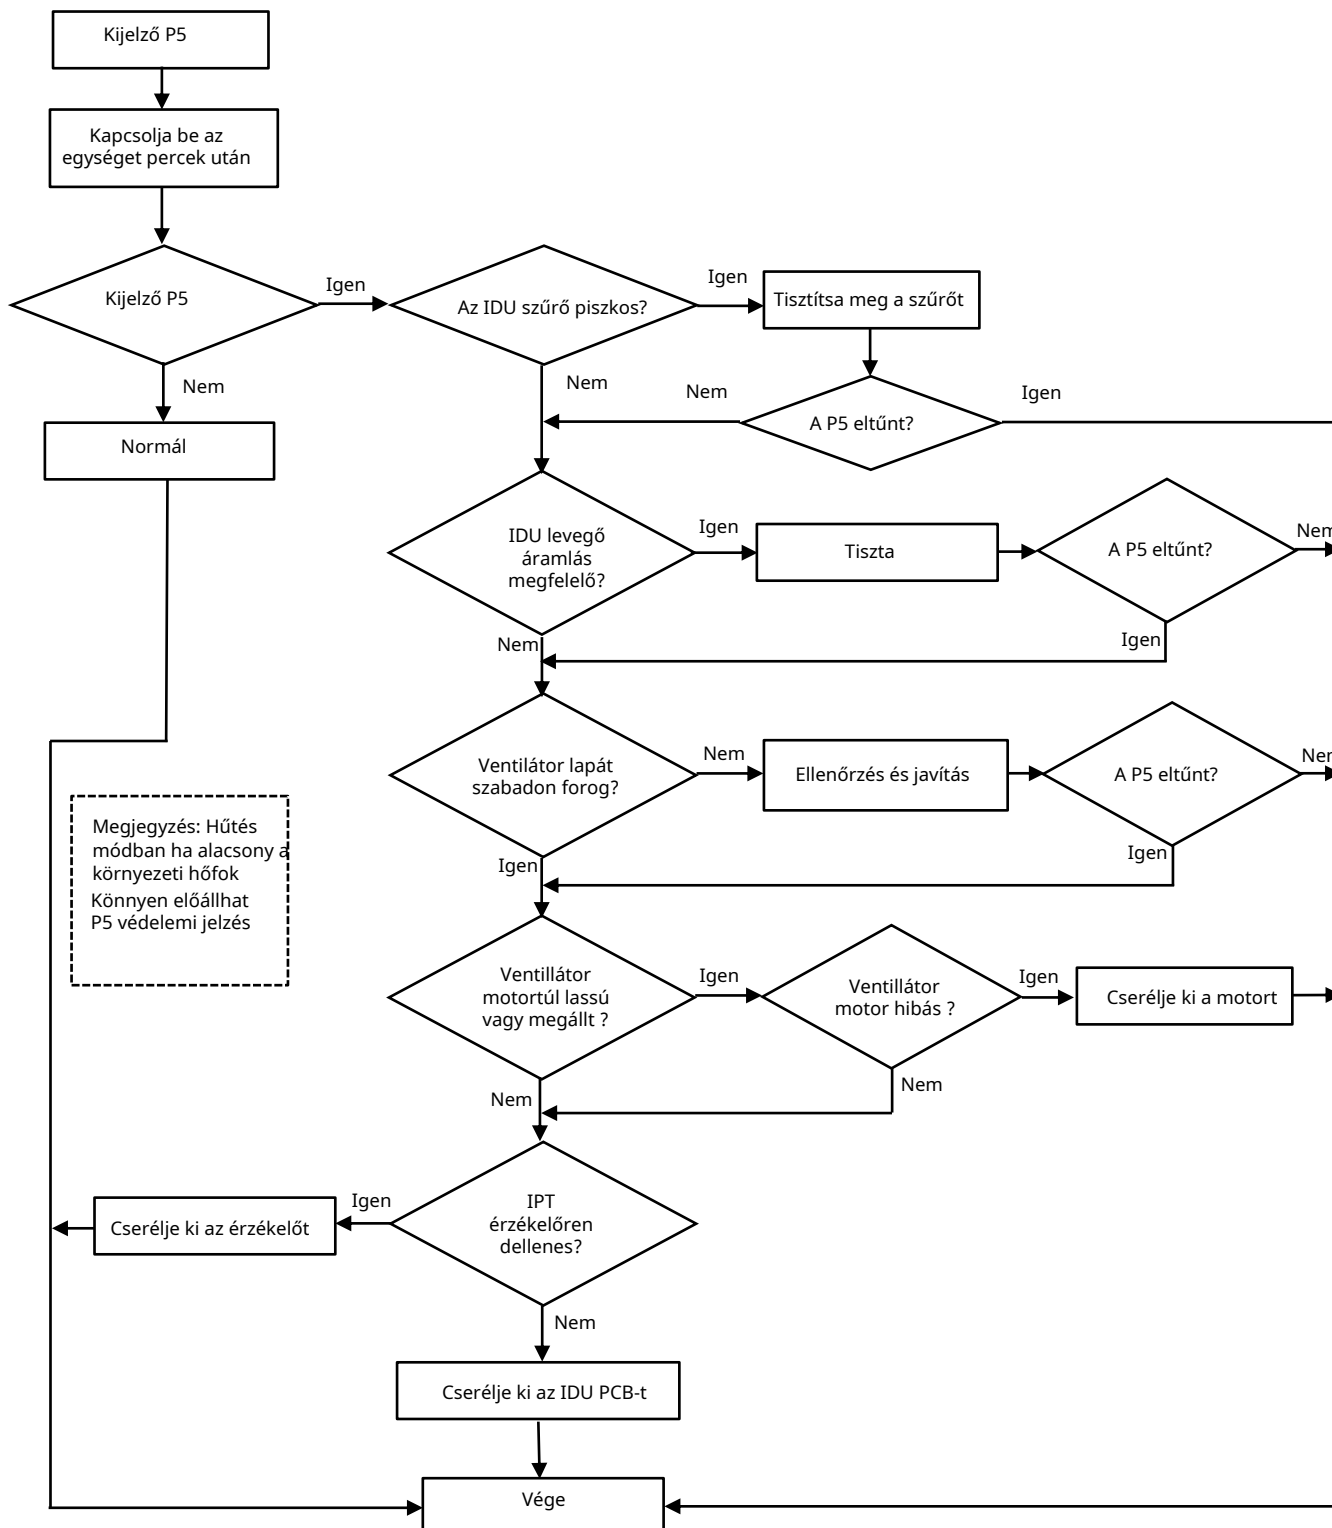 Kijelző P5
Kapcsolja be az
egységet percek után
Kijelző P5
Igen
Az IDU szűrő piszkos?
Igen
Tisztítsa meg a szűrőt
Nem
Nem
Nem
Igen
A P5 eltűnt?
Normál
IDU levegő
áramlás
megfelelő?
Igen
Tiszta
A P5 eltűnt?
Nem
Nem
Igen
Ventilátor lapát
szabadon forog?
Nem
Ellenőrzés és javítás
A P5 eltűnt?
Nem
Igen
Igen
Megjegyzés: Hűtés
módban ha alacsony a
környezeti hőfok
Könnyen előállhat
P5 védelemi jelzés
Ventillátor
motortúl lassú
vagy megállt ?
Igen
Ventillátor
motor hibás ?
Igen
Cserélje ki a motort
Nem
Nem
IPT
érzékelőren
dellenes?
Igen
Cserélje ki az érzékelőt
Nem
Cserélje ki az IDU PCB-t
Vége